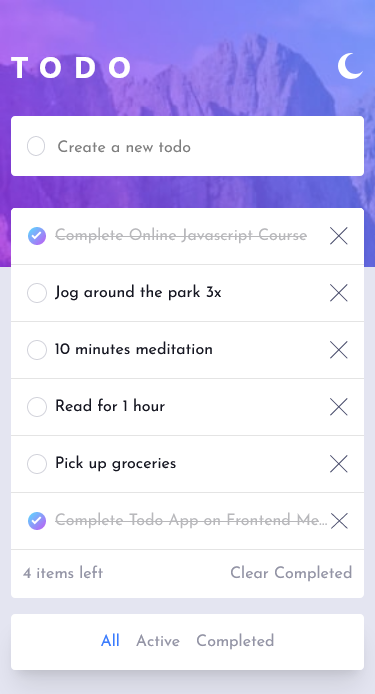 TODO
Create a new todo
Complete Online Javascript Course
Jog around the park 3x
10 minutes meditation
Read for 1 hour
Pick up groceries
Complete Todo App on Frontend Me...
4 items left Clear Completed
All Active Completed